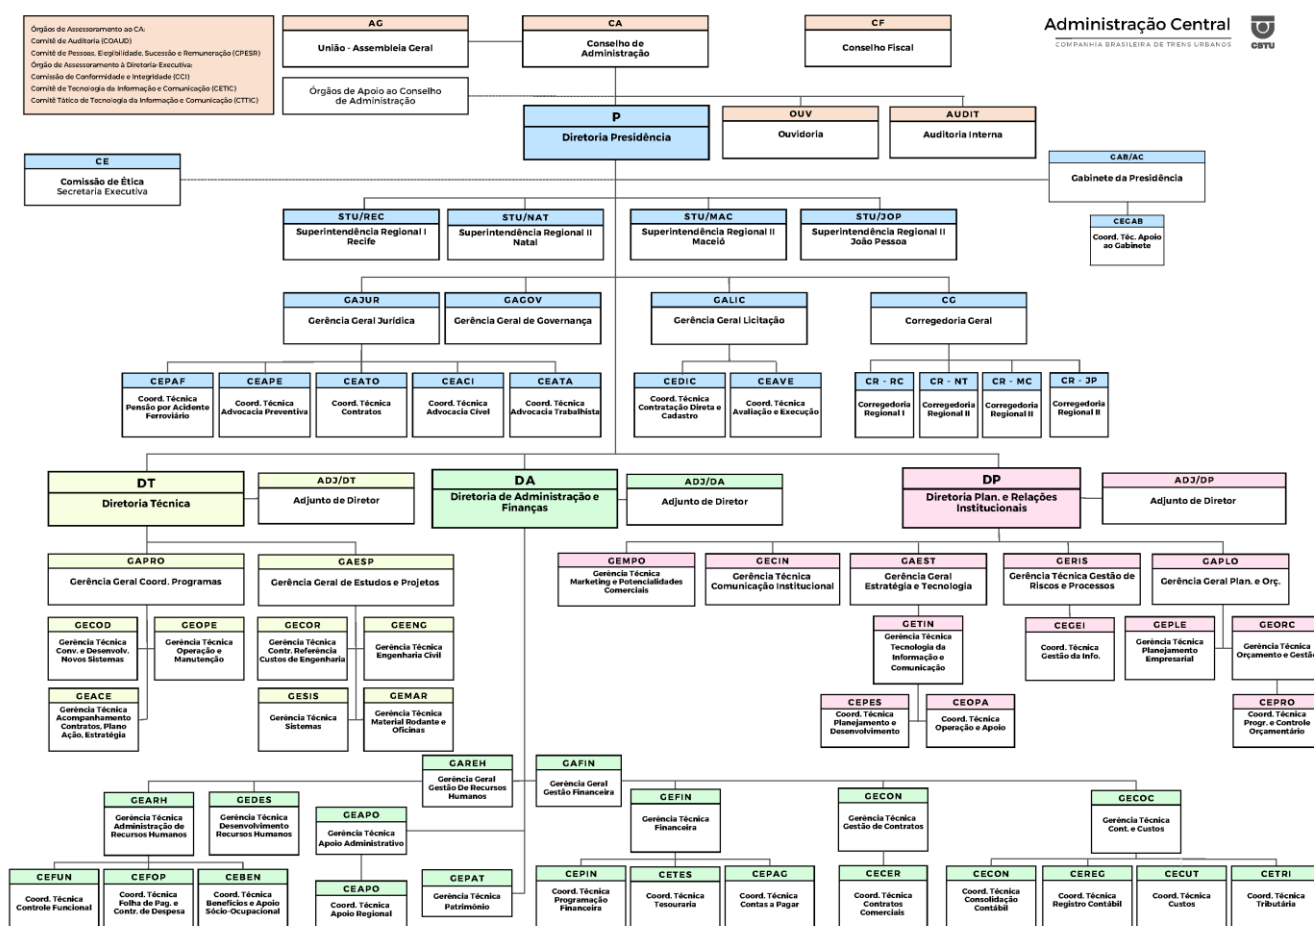 Órgãos de Assessoramento ao CA:
Comitê de Auditoria (COAUD)
Comitê de Pessoas, Elegibilidade, Sucessão e Remuneração (CPESR)
Órgão de Assessoramento à Diretoria-Executiva:
Comissão de Conformidade e Integridade (CCI)
Comitê de Tecnologia da Informação e Comunicação (CETIC)
Comitê Tático de Tecnologia da Informação e Comunicação (CTTIC)
AG
União - Assembleia Geral
CA
Conselho de
Administração
CF
Conselho Fiscal
Administração Central
COMPANHIA BRASILEIRA DE TRENS URBANOS
CBTU
Órgãos de Apoio ao Conselho
de Administração
P
Diretoria Presidência
OUV
Ouvidoria
AUDIT
Auditoria Interna
CE
Comissão de Ética
Secretaria Executiva
GAB/AC
Gabinete da Presidência
CEGAB
Coord. Téc. Apoio
ao Gabinete
STU/REC
Superintendência Regional I
Recife
STU/NAT
Superintendência Regional II
Natal
STU/MAC
Superintendência Regional II
Maceió
STU/JOP
Superintendência Regional II
João Pessoa
GAJUR
Gerência Geral Jurídica
GAGOV
Gerência Geral de Governança
GALIC
Gerência Geral Licitação
CG
Corregedoria Geral
CEPAF
Coord. Técnica
Pensão por Acidente
Ferroviário
CEAPE
Coord. Técnica
Advocacia Preventiva
CEATO
Coord. Técnica
Contratos
CEACI
Coord. Técnica
Advocacia Cível
CEATA
Coord. Técnica
Advocacia Trabalhista
CEDIC
Coord. Técnica
Contratação Direta e
Cadastro
CEAVE
Coord. Técnica
Avaliação e Execução
CR - RC
Corregedoria
Regional I
CR - NT
Corregedoria
Regional II
CR - MC
Corregedoria
Regional II
CR - JP
Corregedoria
Regional II
DT
Diretoria Técnica
ADJ/DT
Adjunto de Diretor
DA
Diretoria de Administração e
Finanças
ADJ/DA
Adjunto de Diretor
DP
Diretoria Plan. e Relações
Institucionais
ADJ/DP
Adjunto de Diretor
GAPRO
Gerência Geral Coord. Programas
GAESP
Gerência Geral de Estudos e Projetos
GEMPO
Gerência Técnica
Marketing e Potencialidades
Comerciais
GECIN
Gerência Técnica
Comunicação Institucional
GAEST
Gerência Geral
Estratégia e Tecnologia
GERIS
Gerência Técnica Gestão de
Riscos e Processos
GAPLO
Gerência Geral Plan. e Orç.
GECOD
Gerência Técnica
Conv. e Desenvolv.
Novos Sistemas
GEOPE
Gerência Técnica
Operação e
Manutenção
GECOR
Gerência Técnica
Contr. Referência
Custos de Engenharia
GEENG
Gerência Técnica
Engenharia Civil
GETIN
Gerência Técnica
Tecnologia da
Informação e
Comunicação
CEGEI
Coord. Técnica
Gestão da Info.
GEPLE
Gerência Técnica
Planejamento
Empresarial
GEORC
Gerência Técnica
Orçamento e Gestão
GEACE
Gerência Técnica
Acompanhamento
Contratos, Plano
Ação, Estratégia
GESIS
Gerência Técnica
Sistemas
GEMAR
Gerência Técnica
Material Rodante e
Oficinas
CEPES
Coord. Técnica
Planejamento e
Desenvolvimento
CEOPA
Coord. Técnica
Operação e Apoio
CEPRO
Coord. Técnica
Progr. e Controle
Orçamentário
GAREH
Gerência Geral
Gestão De Recursos
Humanos
GAFIN
Gerência Geral
Gestão Financeira
GEARH
Gerência Técnica
Administração de
Recursos Humanos
GEDES
Gerência Técnica
Desenvolvimento
Recursos Humanos
GEAPO
Gerência Técnica
Apoio Administrativo
GEFIN
Gerência Técnica
Financeira
GECON
Gerência Técnica
Gestão de Contratos
GECOC
Gerência Técnica
Cont. e Custos
CEFUN
Coord. Técnica
Controle Funcional
CEFOP
Coord. Técnica
Folha de Pag. e
Contr. de Despesa
CEBEN
Coord. Técnica
Benefícios e Apoio
Sócio-Ocupacional
CEAPO
Coord. Técnica
Apoio Regional
GEPAT
Gerência Técnica
Patrimônio
CEPIN
Coord. Técnica
Programação
Financeira
CETES
Coord. Técnica
Tesouraria
CEPAG
Coord. Técnica
Contas a Pagar
CECER
Coord. Técnica
Contratos
Comerciais
CECON
Coord. Técnica
Consolidação
Contábil
CEREG
Coord. Técnica
Registro Contábil
CECUT
Coord. Técnica
Custos
CETRI
Coord. Técnica
Tributária